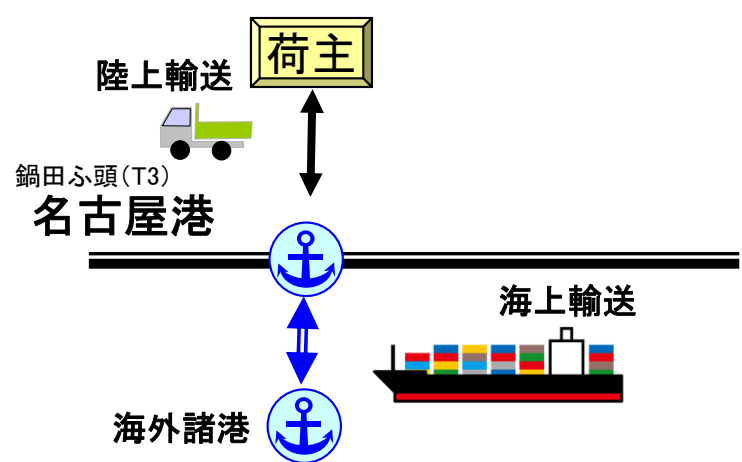 荷主
陸上輸送
鍋田ふ頭(T3)
名古屋港
海上輸送
海外諸港